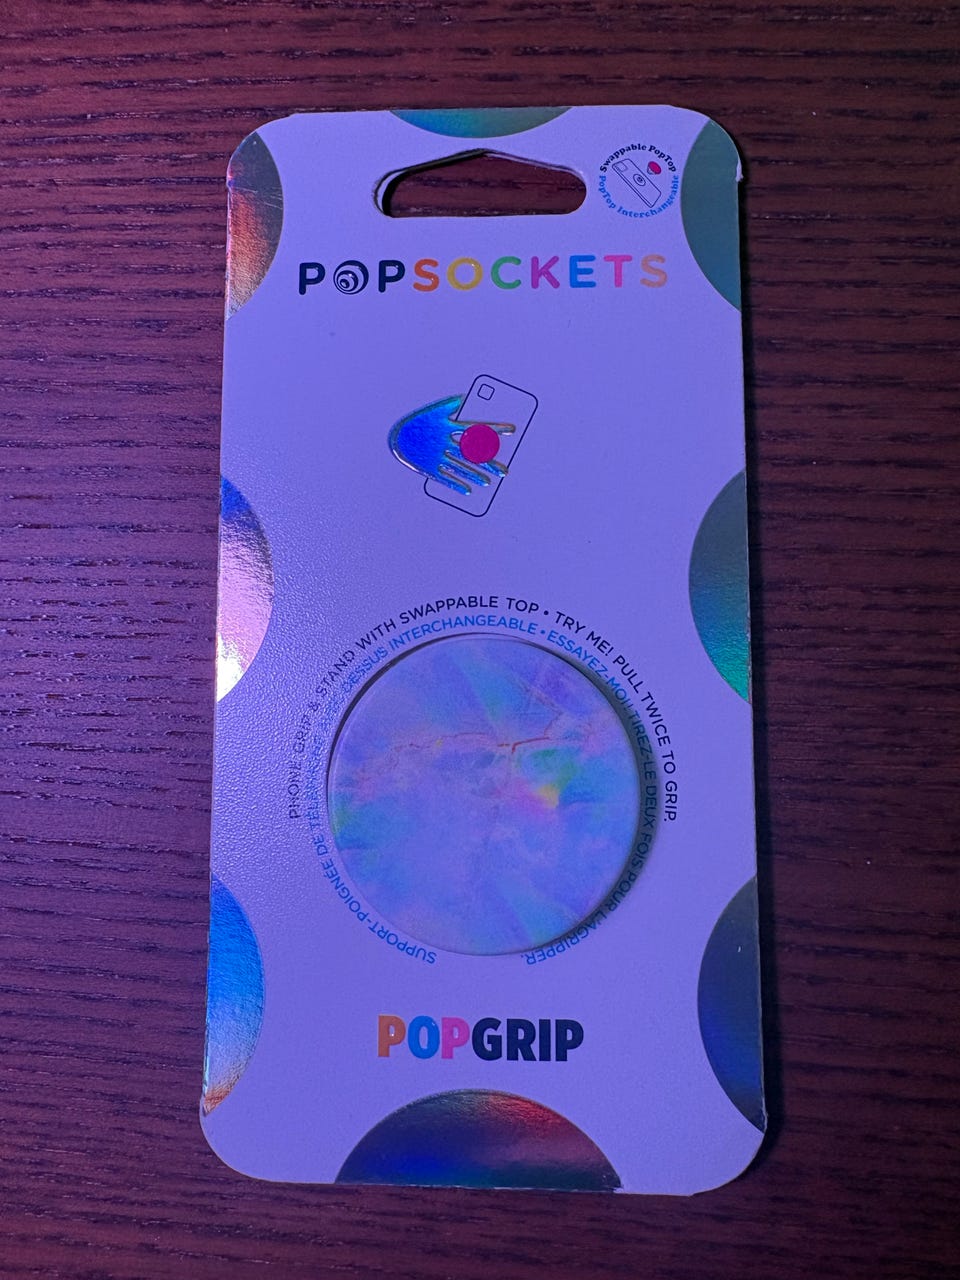 Swappable PopTop
PopTop Interchangeable
POPSOCKETS
PHONE GRIP & STAND WITH SWAPPABLE TOP • TRY ME! PULL TWICE TO GRIP.
SUPPORT-POIGNÉE DE DESSUS INTERCHANGEABLE • ESSAYEZ-MOI! TIREZ-LE DEUX FOIS POUR L'AGRIPPER.
POPGRIP